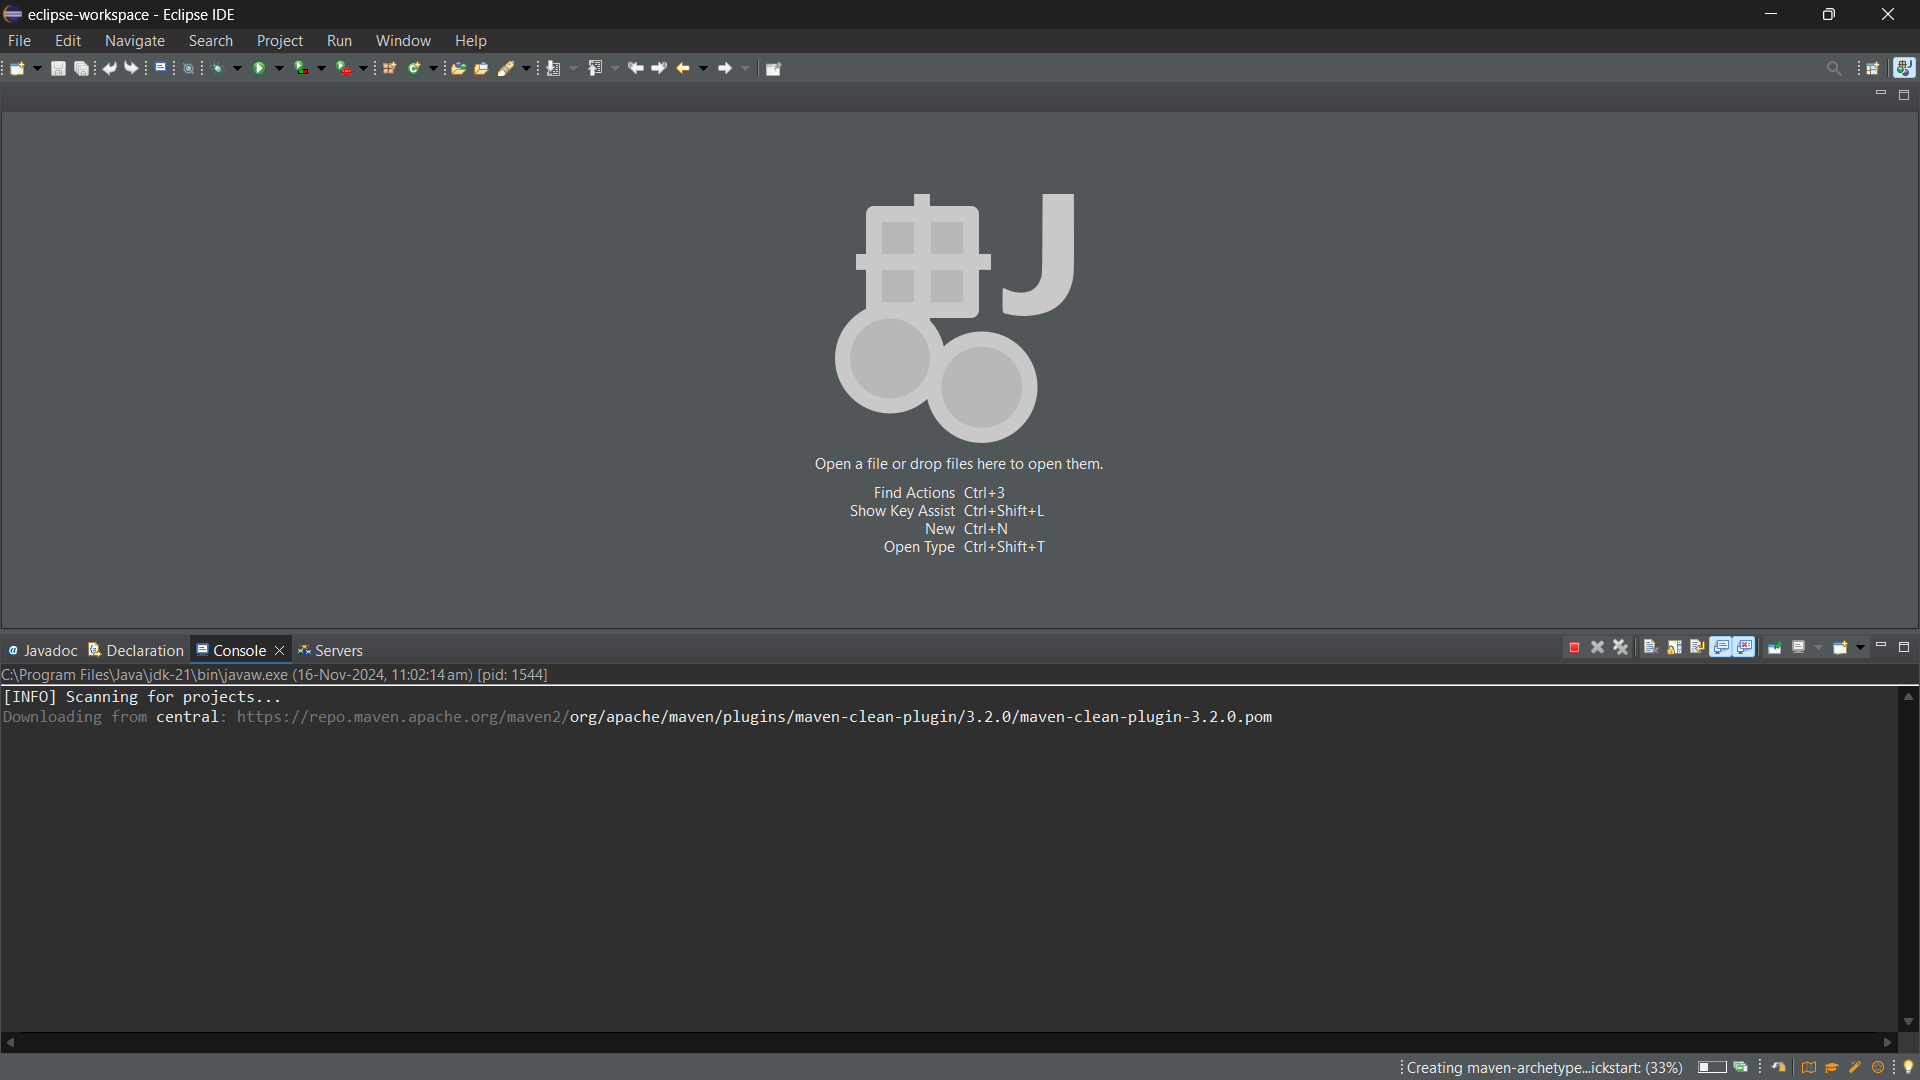 eclipse-workspace - Eclipse IDE
File Edit Navigate Search Project Run Window Help
Open a file or drop files here to open them.
Find Actions Ctrl+3
Show Key Assist Ctrl+Shift+L
New Ctrl+N
Open Type Ctrl+Shift+T
Javadoc Declaration Console Servers
C:\Program Files\Java\jdk-21\bin\javaw.exe (16-Nov-2024, 11:02:14 am) [pid: 1544]
[INFO] Scanning for projects...
Downloading from central: https://repo.maven.apache.org/maven2/org/apache/maven/plugins/maven-clean-plugin/3.2.0/maven-clean-plugin-3.2.0.pom
Creating maven-archetype...ickstart: (33%)